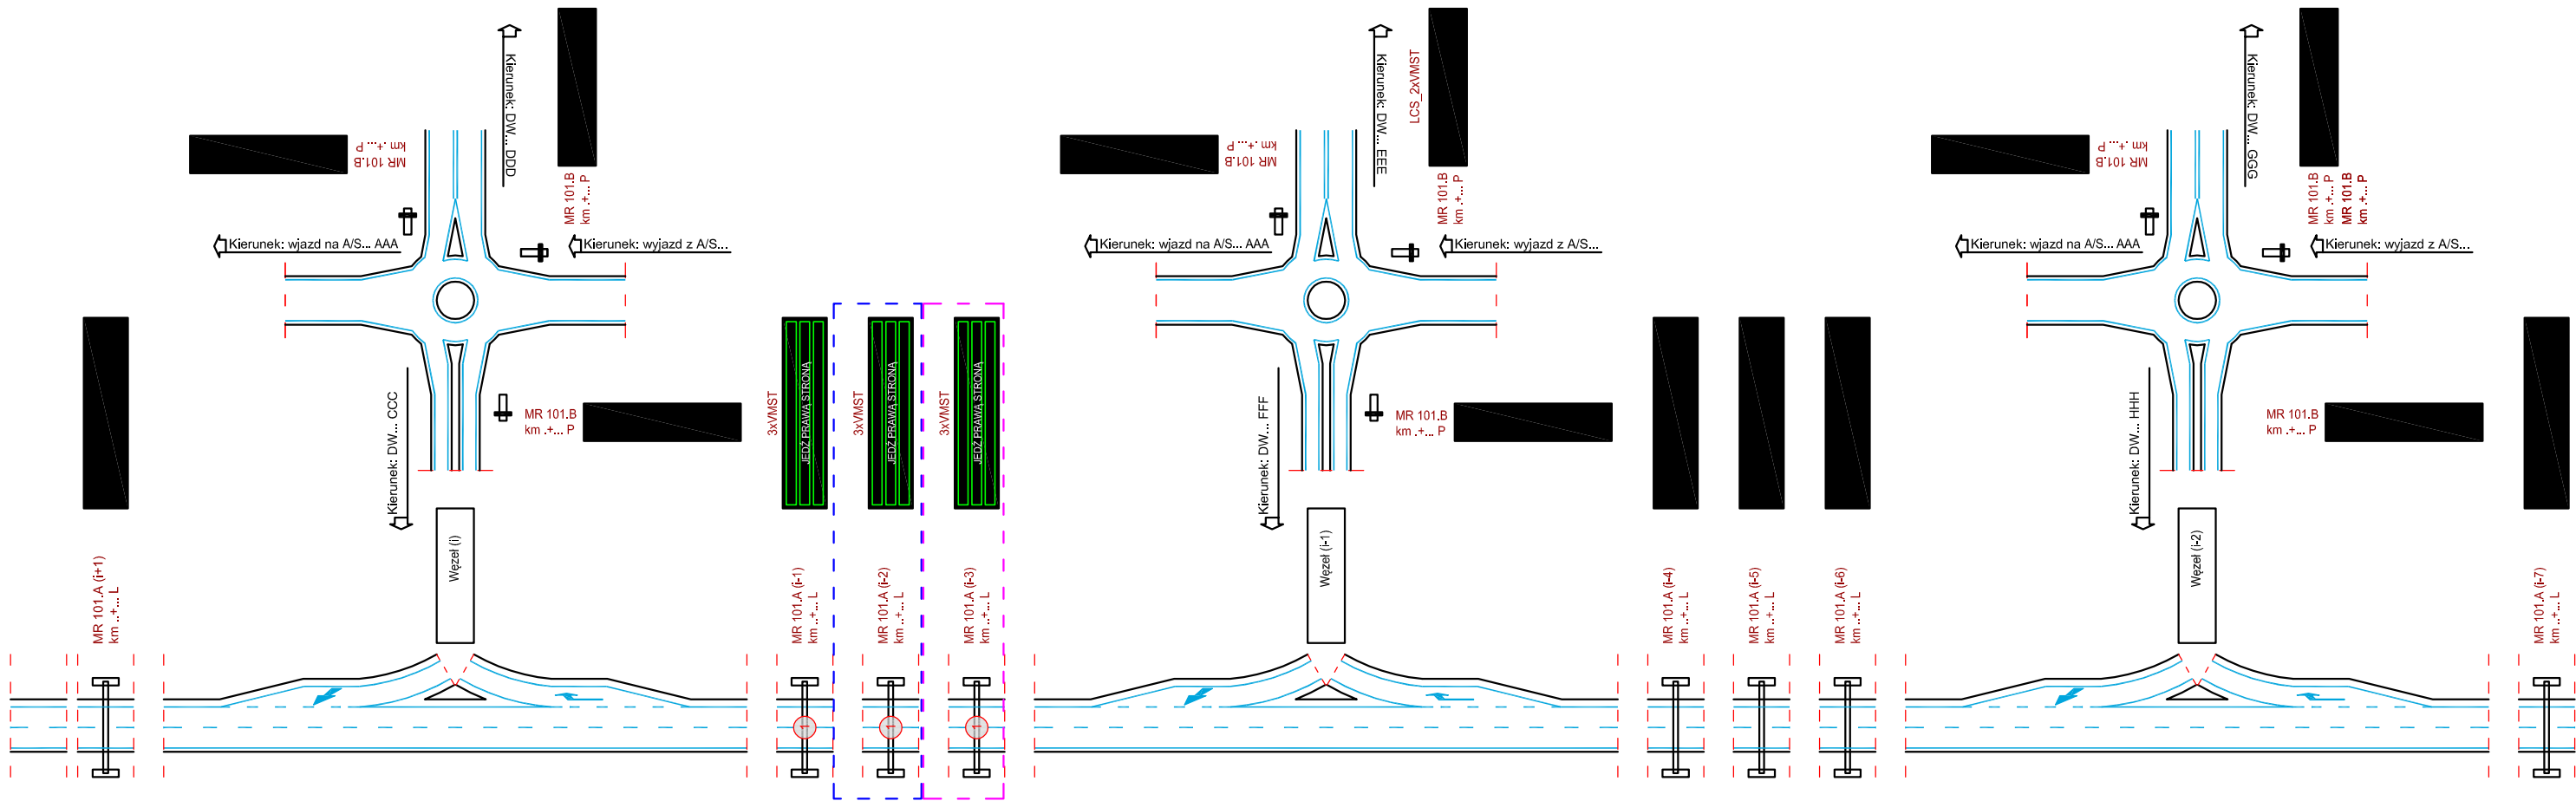 Kierunek: DW... DDD
MR 101.B
km .+... P
MR 101.B
km .+... P
Kierunek: wjazd na A/S... AAA
Kierunek: wyjazd z A/S...
Kierunek: DW... CCC
MR 101.B
km .+... P
Węzeł (i)
MR 101.A (i+1)
km ..+... L
3xVMST
JEDŹ PRAWĄ STRONĄ
MR 101.A (i-1)
km ..+... L
1
3xVMST
JEDŹ PRAWĄ STRONĄ
MR 101.A (i-2)
km ..+... L
1
3xVMST
JEDŹ PRAWĄ STRONĄ
MR 101.A (i-3)
km ..+... L
1
Kierunek: DW... EEE
LCS_2xVMST
MR 101.B
km .+... P
MR 101.B
km .+... P
Kierunek: wjazd na A/S... AAA
Kierunek: wyjazd z A/S...
Kierunek: DW... FFF
MR 101.B
km .+... P
Węzeł (i-1)
MR 101.A (i-4)
km ..+... L
MR 101.A (i-5)
km ..+... L
MR 101.A (i-6)
km ..+... L
Kierunek: DW... GGG
MR 101.B
km .+... P
MR 101.B
km .+... P
MR 101.B
km .+... P
Kierunek: wjazd na A/S... AAA
Kierunek: wyjazd z A/S...
Kierunek: DW... HHH
MR 101.B
km .+... P
Węzeł (i-2)
MR 101.A (i-7)
km ..+... L